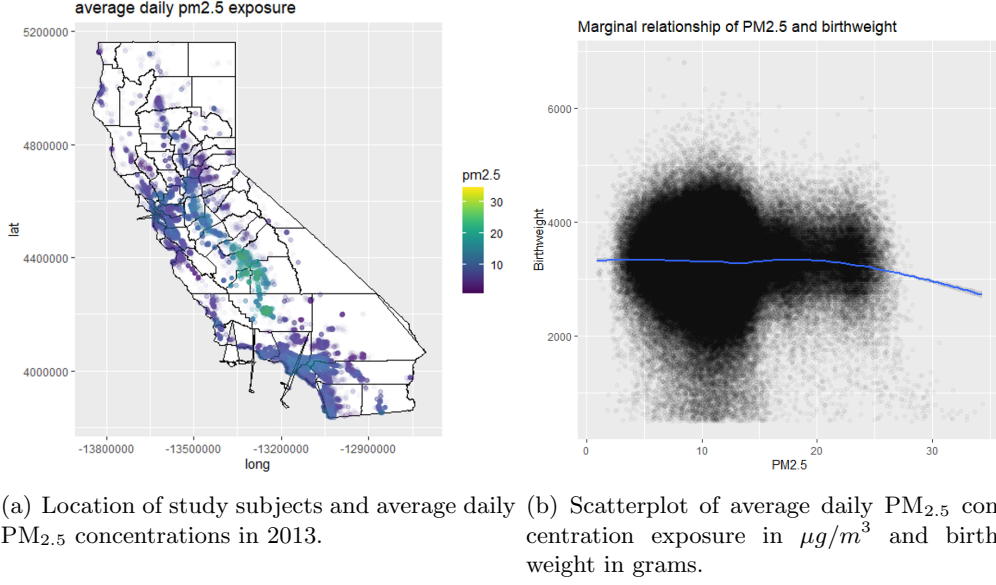 average daily pm2.5 exposure
5200000
4800000
4400000
4000000
lat
-13800000
-13500000
-13200000
-12900000
long
pm2.5
30
20
10
Marginal relationship of PM2.5 and birthweight
6000
4000
2000
Birthweight
0
10
20
30
PM2.5
(a) Location of study subjects and average daily
PM2.5 concentrations in 2013.
(b) Scatterplot of average daily PM2.5 con-
centration exposure in μg/m³ and birth
weight in grams.